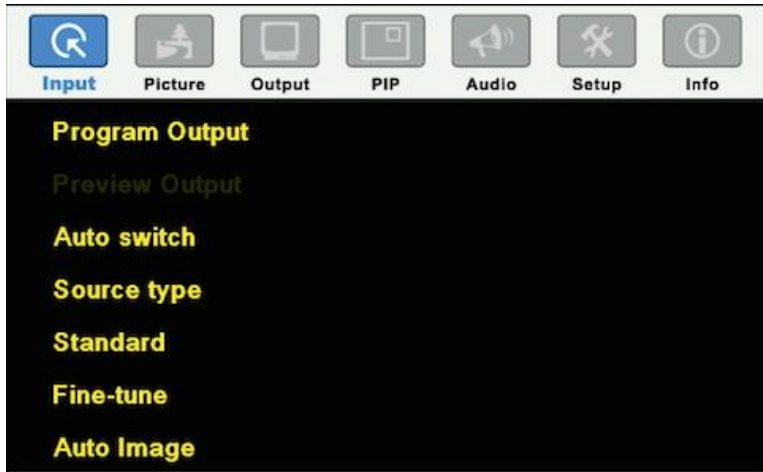 Input Picture Output PIP Audio Setup Info
Program Output
Preview Output
Auto switch
Source type
Standard
Fine-tune
Auto Image